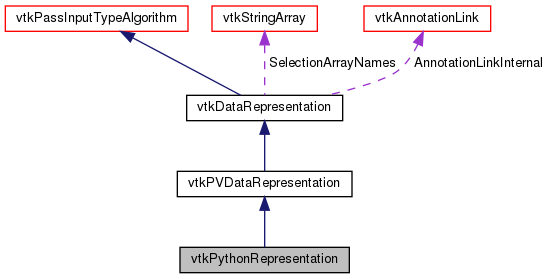 vtkPassInputTypeAlgorithm
vtkStringArray
vtkAnnotationLink
SelectionArrayNames
AnnotationLinkInternal
vtkDataRepresentation
vtkPVDataRepresentation
vtkPythonRepresentation